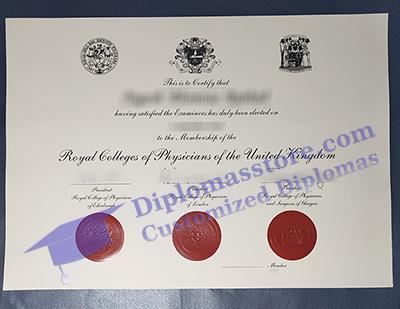 This is to Certify that
having satisfied the Examiners has duly been elected on
to the Membership of the
Royal Colleges of Physicians of the United Kingdom
President
Royal College of Physicians
of Edinburgh
College of Physicians
of London
Royal College of Physicians
and Surgeons of Glasgow
Member
Diplomasstore.com
Customized Diplomas